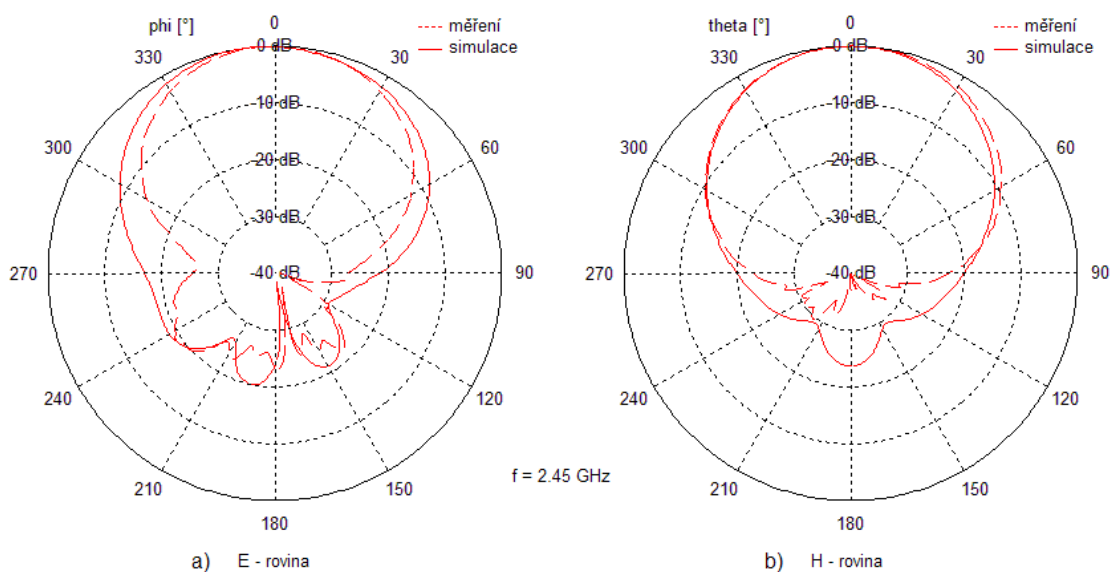 phi [°]
0
měření
simulace
330
0 dB
30
-10 dB
300
60
-20 dB
-30 dB
270
-40 dB
90
240
120
210
150
180
a) E - rovina
f = 2.45 GHz
theta [°]
0
měření
simulace
330
0 dB
30
-10 dB
300
60
-20 dB
-30 dB
270
-40 dB
90
240
120
210
150
180
b) H - rovina